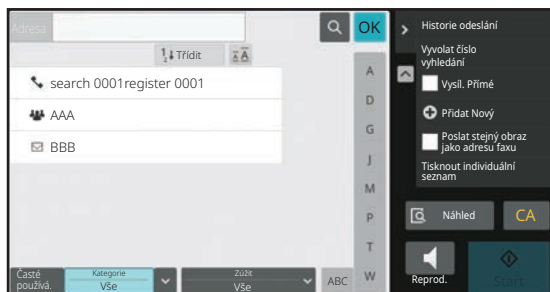 Adresa
OK
Třídit
search 0001register 0001
AAA
BBB
A
D
G
J
M
P
T
W
Časté
používá.
Kategorie
Vše
Zúžit
Vše
ABC
Historie odeslání
Vyvolat číslo
vyhledání
Vysíl. Přímé
Přidat Nový
Poslat stejný obraz
jako adresu faxu
Tisknout individuální
seznam
Náhled
CA
Reprod.
Start